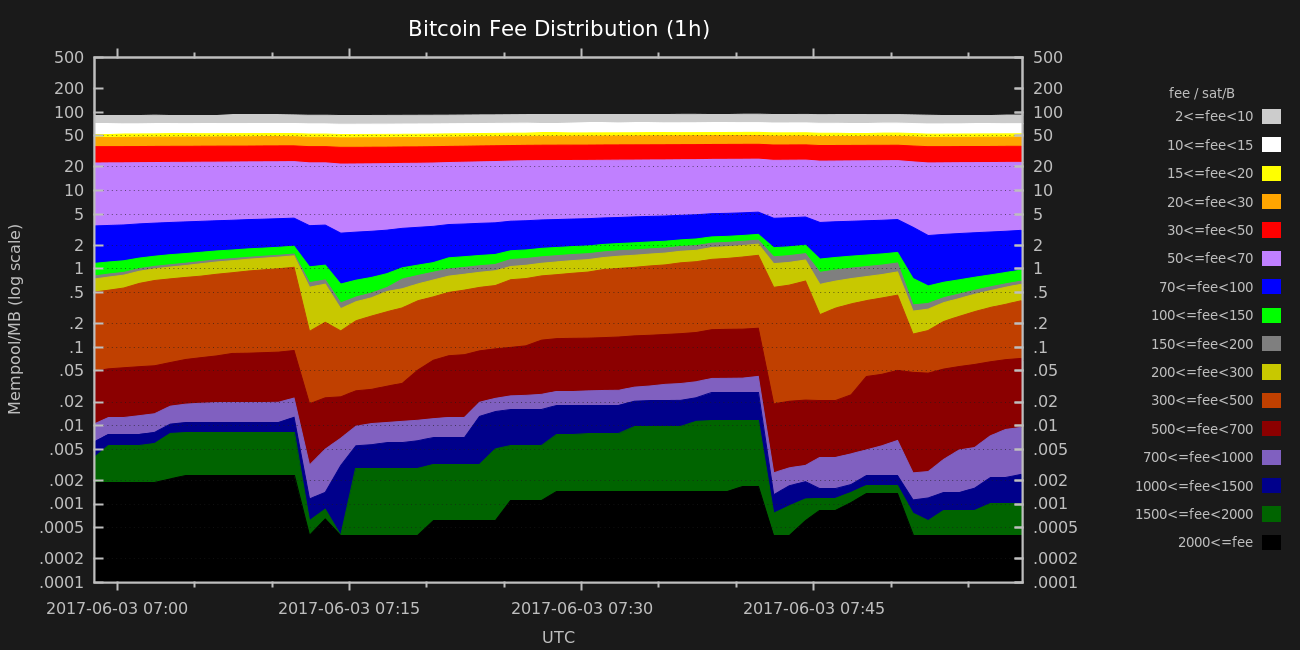 Bitcoin Fee Distribution (1h)
Mempool/MB (log scale)
500
200
100
50
20
10
5
2
1
.5
.2
.1
.05
.02
.01
.005
.002
.001
.0005
.0002
.0001
500
200
100
50
20
10
5
2
1
.5
.2
.1
.05
.02
.01
.005
.002
.001
.0005
.0002
.0001
2017-06-03 07:00
2017-06-03 07:15
2017-06-03 07:30
2017-06-03 07:45
UTC
fee / sat/B
2<=fee<10
10<=fee<15
15<=fee<20
20<=fee<30
30<=fee<50
50<=fee<70
70<=fee<100
100<=fee<150
150<=fee<200
200<=fee<300
300<=fee<500
500<=fee<700
700<=fee<1000
1000<=fee<1500
1500<=fee<2000
2000<=fee